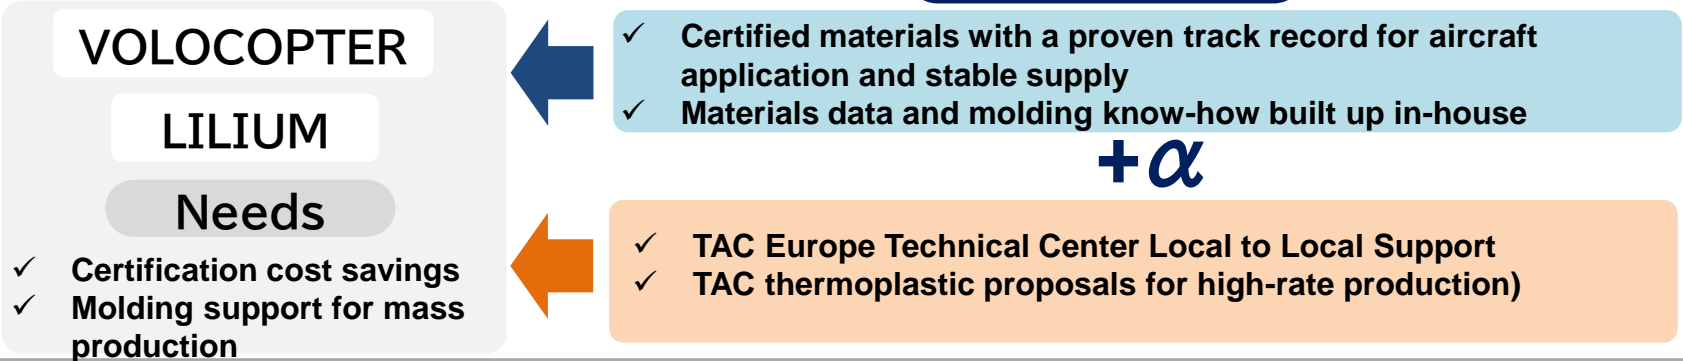 VOLOCOPTER
LILIUM
Needs
✓ Certification cost savings
✓ Molding support for mass
production
✓ Certified materials with a proven track record for aircraft
application and stable supply
✓ Materials data and molding know-how built up in-house
+α
✓ TAC Europe Technical Center Local to Local Support
✓ TAC thermoplastic proposals for high-rate production)